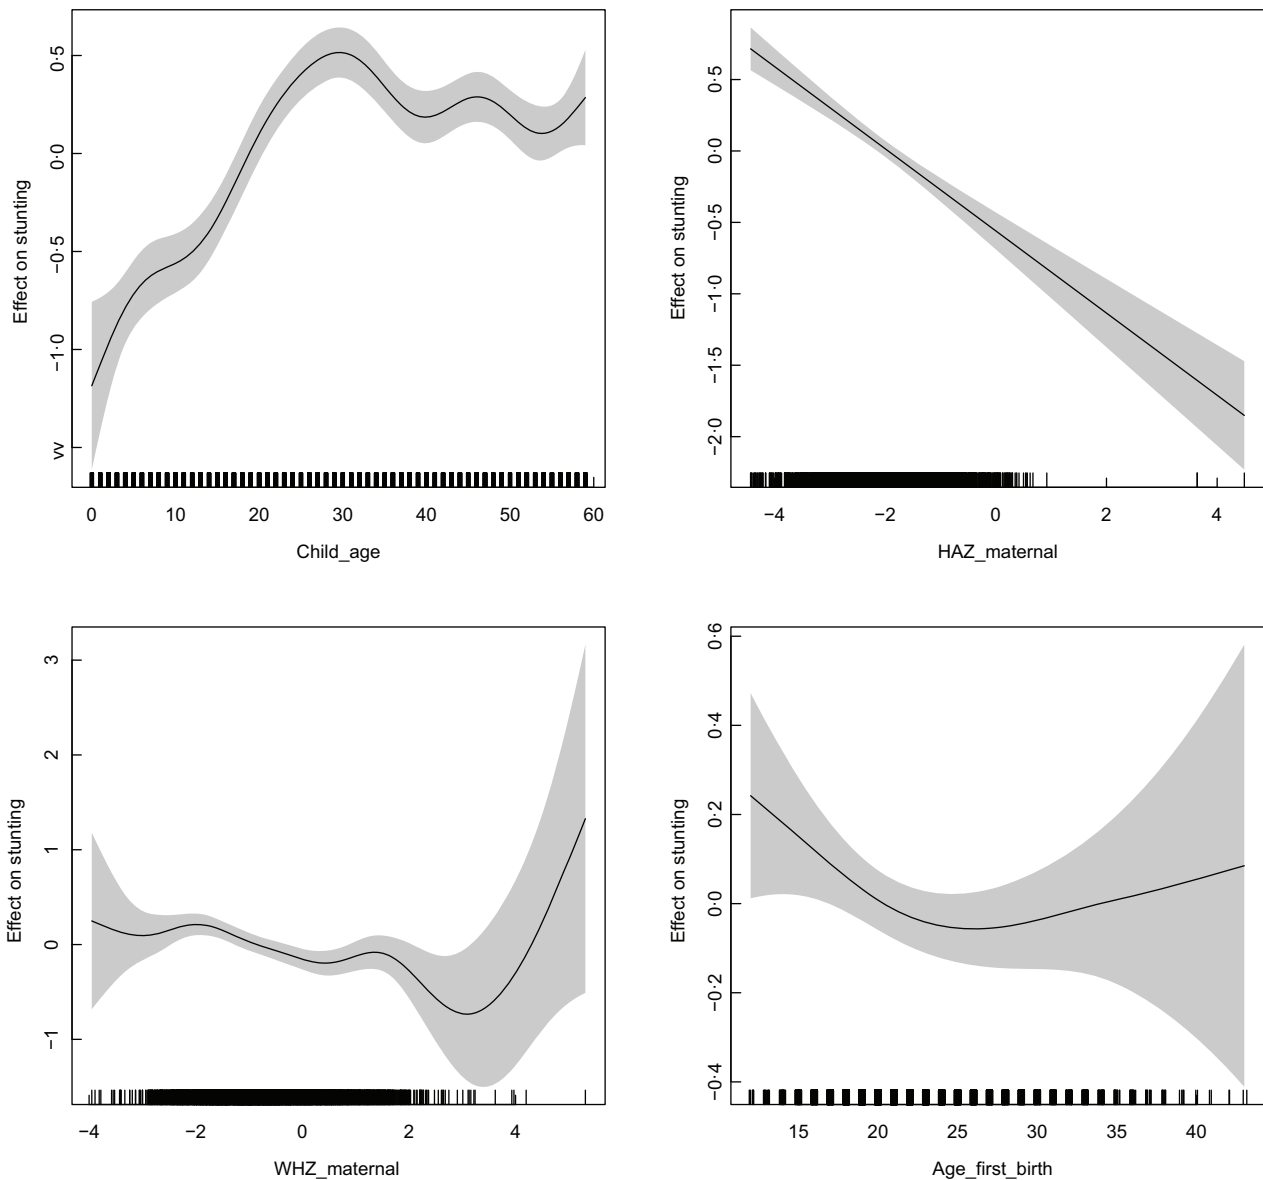 Effect on stunting
0·5
0·0
−0·5
−1·0
vv
0 10 20 30 40 50 60
Child_age
Effect on stunting
0·5
0·0
−0·5
−1·0
−1·5
−2·0
−4 −2 0 2 4
HAZ_maternal
Effect on stunting
3
2
1
0
−1
−4 −2 0 2 4
WHZ_maternal
Effect on stunting
0·6
0·4
0·2
0·0
−0·2
−0·4
15 20 25 30 35 40
Age_first_birth